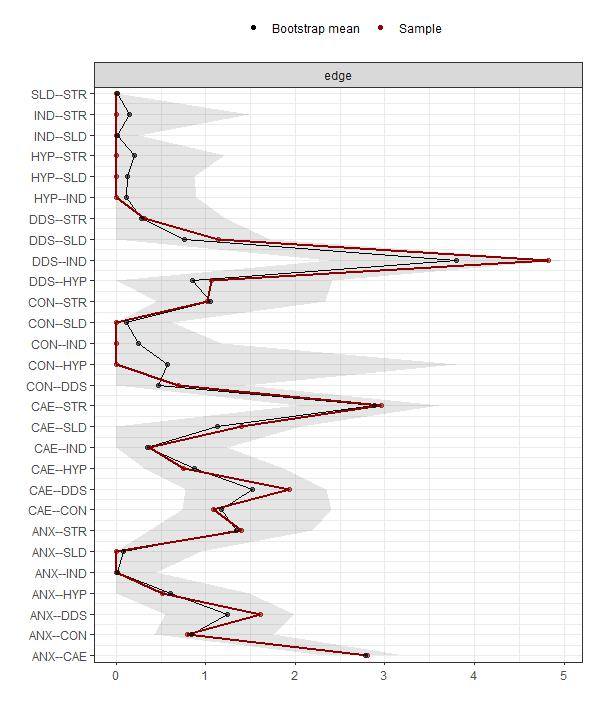 Bootstrap mean Sample
edge
SLD--STR
IND--STR
IND--SLD
HYP--STR
HYP--SLD
HYP--IND
DDS--STR
DDS--SLD
DDS--IND
DDS--HYP
CON--STR
CON--SLD
CON--IND
CON--HYP
CON--DDS
CAE--STR
CAE--SLD
CAE--IND
CAE--HYP
CAE--DDS
CAE--CON
ANX--STR
ANX--SLD
ANX--IND
ANX--HYP
ANX--DDS
ANX--CON
ANX--CAE
0 1 2 3 4 5